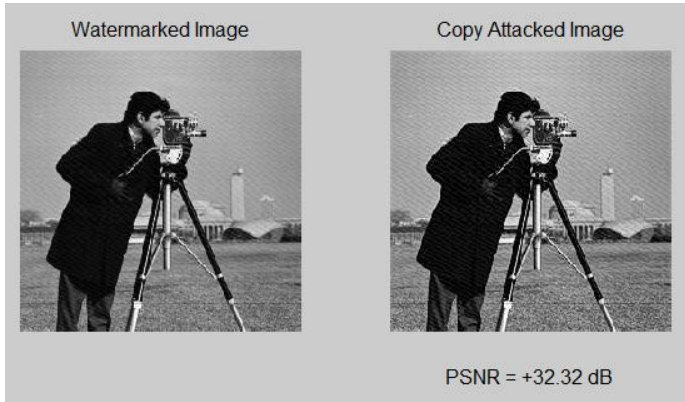 Watermarked Image
Copy Attacked Image
PSNR = +32.32 dB